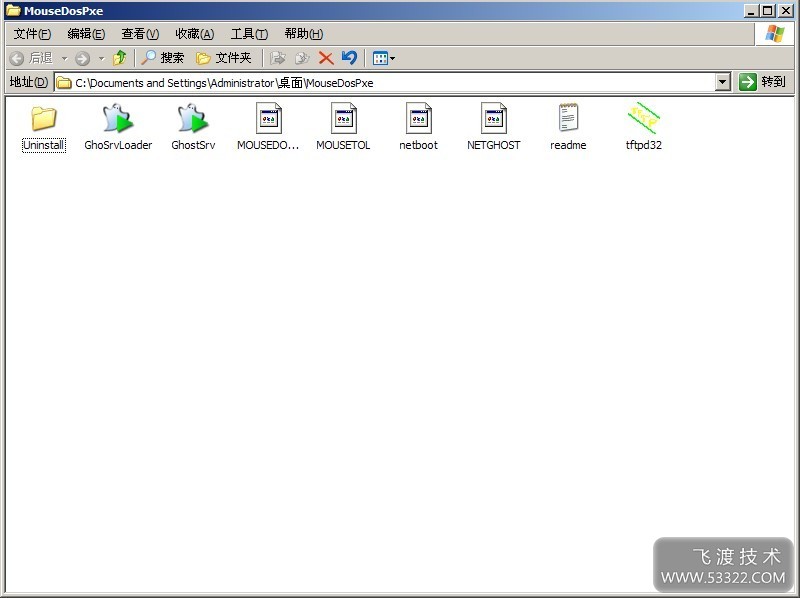 MouseDosPxe
文件(F) 编辑(E) 查看(V) 收藏(A) 工具(T) 帮助(H)
后退 搜索 文件夹
地址(D) C:\Documents and Settings\Administrator\桌面\MouseDosPxe 转到
Uninstall GhoSrvLoader GhostSrv MOUSEDO... MOUSETOL netboot NETGHOST readme tftpd32
飞渡技术
WWW.53322.COM